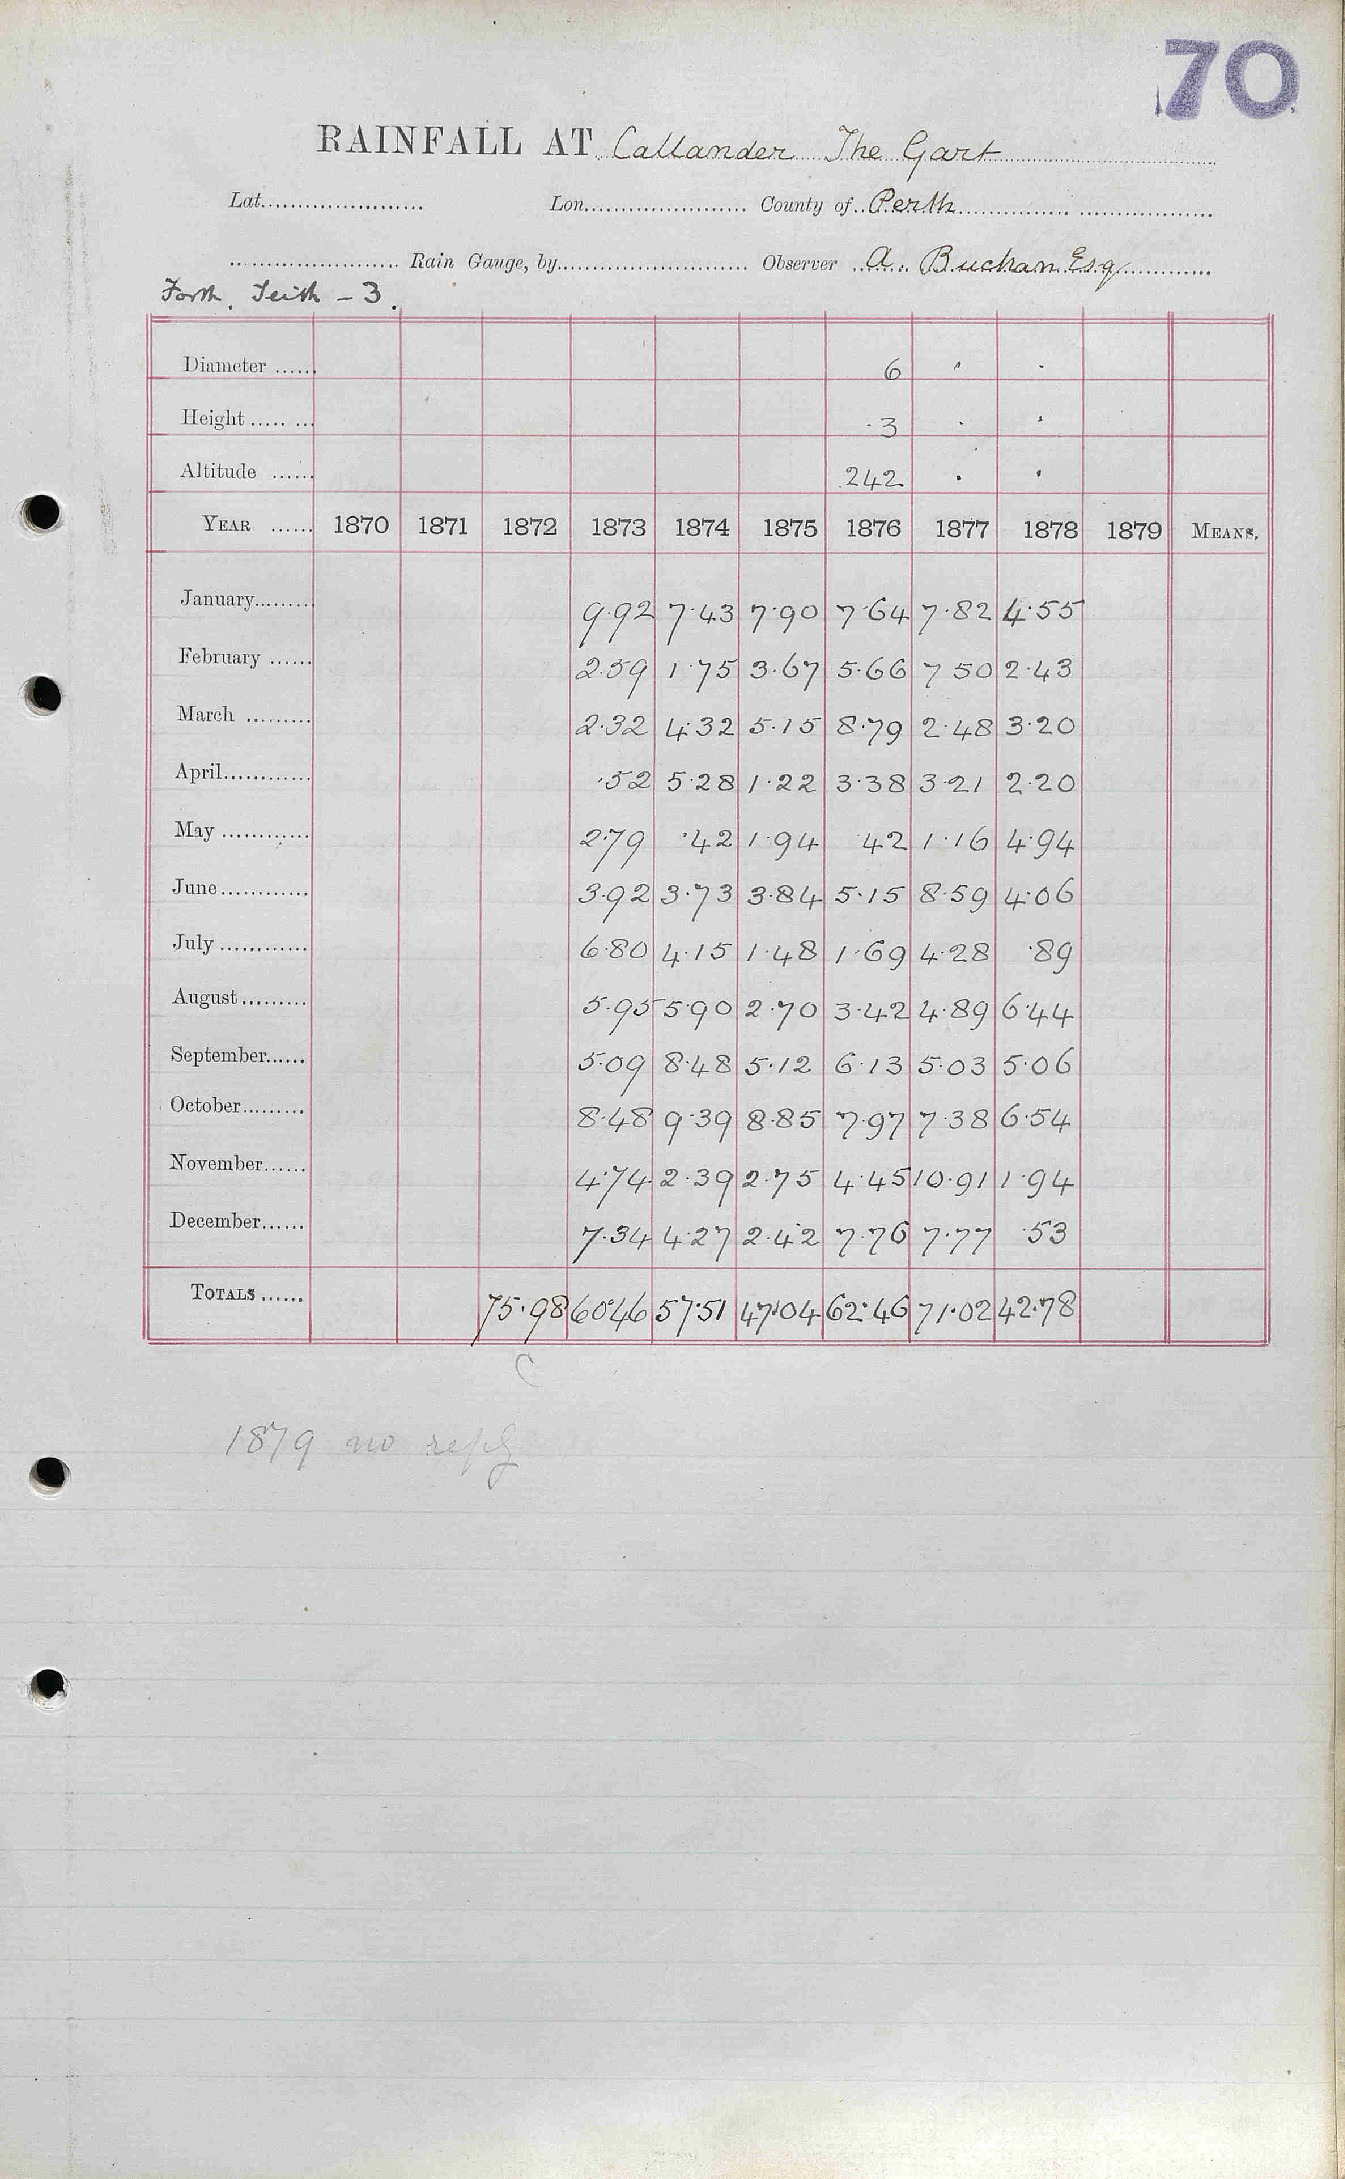 70
RAINFALL AT Callander The Gart
Lat. Lon. County of Perth
Rain Gauge, by Observer A. Buchan Esq
Forth, Teith - 3.
Diameter 6 " "
Height ·3 " "
Altitude 242 " "
YEAR 1870 1871 1872 1873 1874 1875 1876 1877 1878 1879 MEANS.
January 9·92 7·43 7·90 7·64 7·82 4·55
February 2·59 1·75 3·67 5·66 7 50 2·43
March 2·32 4·32 5·15 8·79 2·48 3·20
April ·52 5·28 1·22 3·38 3·21 2·20
May 2·79 ·42 1·94 42 1·16 4·94
June 3·92 3·73 3·84 5·15 8·59 4·06
July 6·80 4·15 1·48 1·69 4·28 ·89
August 5·95 5·90 2·70 3·42 4·89 6·44
September 5·09 8·48 5·12 6·13 5·03 5·06
October 8·48 9·39 8·85 7·97 7·38 6·54
November 4·74 2·39 2·75 4·45 10·91 1·94
December 7·34 4·27 2·42 7·76 7·77 ·53
TOTALS 75·98 60·46 57·51 47·04 62·46 71·02 42·78
C
1879 no reply